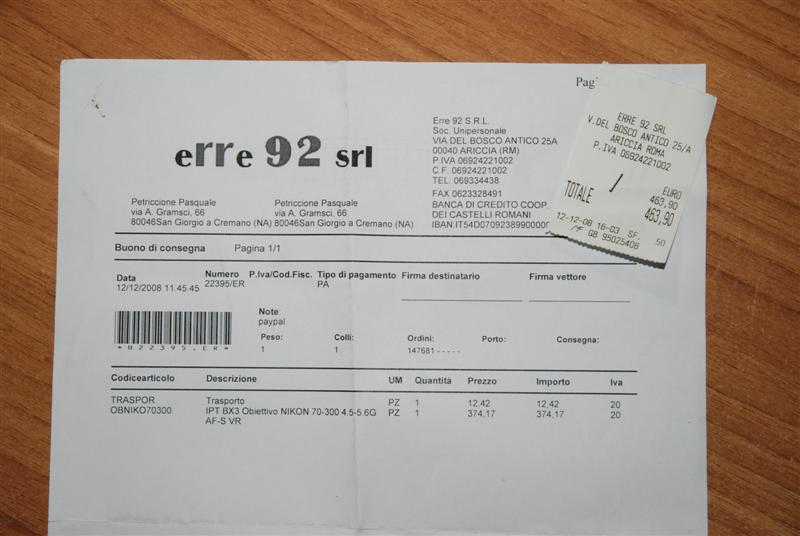 Pag
erre 92 srl
Erre 92 S.R.L.
Soc. Unipersonale
VIA DEL BOSCO ANTICO 25A
00040 ARICCIA (RM)
P.IVA 06924221002
C.F. 06924221002
TEL. 069334438
FAX 0623328491
BANCA DI CREDITO COOP.
DEI CASTELLI ROMANI
IBAN:IT54D07092389900000
Petriccione Pasquale
via A. Gramsci, 66
80046San Giorgio a Cremano (NA)
Petriccione Pasquale
via A. Gramsci, 66
80046San Giorgio a Cremano (NA)
ERRE 92 SRL
V.DEL BOSCO ANTICO 25/A
ARICCIA ROMA
P.IVA 06924221002
EURO
463,90
TOTALE 463,90
12-12-08 16-03 SF. 50
MF GB 95025408
Buono di consegna Pagina 1/1
Data Numero P.Iva/Cod.Fisc. Tipo di pagamento Firma destinatario Firma vettore
12/12/2008 11.45.45 22395/ER PA
Note:
paypal
*B22395.ER*
Peso: Colli: Ordini: Porto: Consegna:
1 1 147681 - - - - -
Codicearticolo Descrizione UM Quantità Prezzo Importo Iva
TRASPOR Trasporto PZ 1 12,42 12,42 20
OBNIKO70300 IPT BX3 Obiettivo NIKON 70-300 4.5-5.6G PZ 1 374,17 374,17 20
AF-S VR